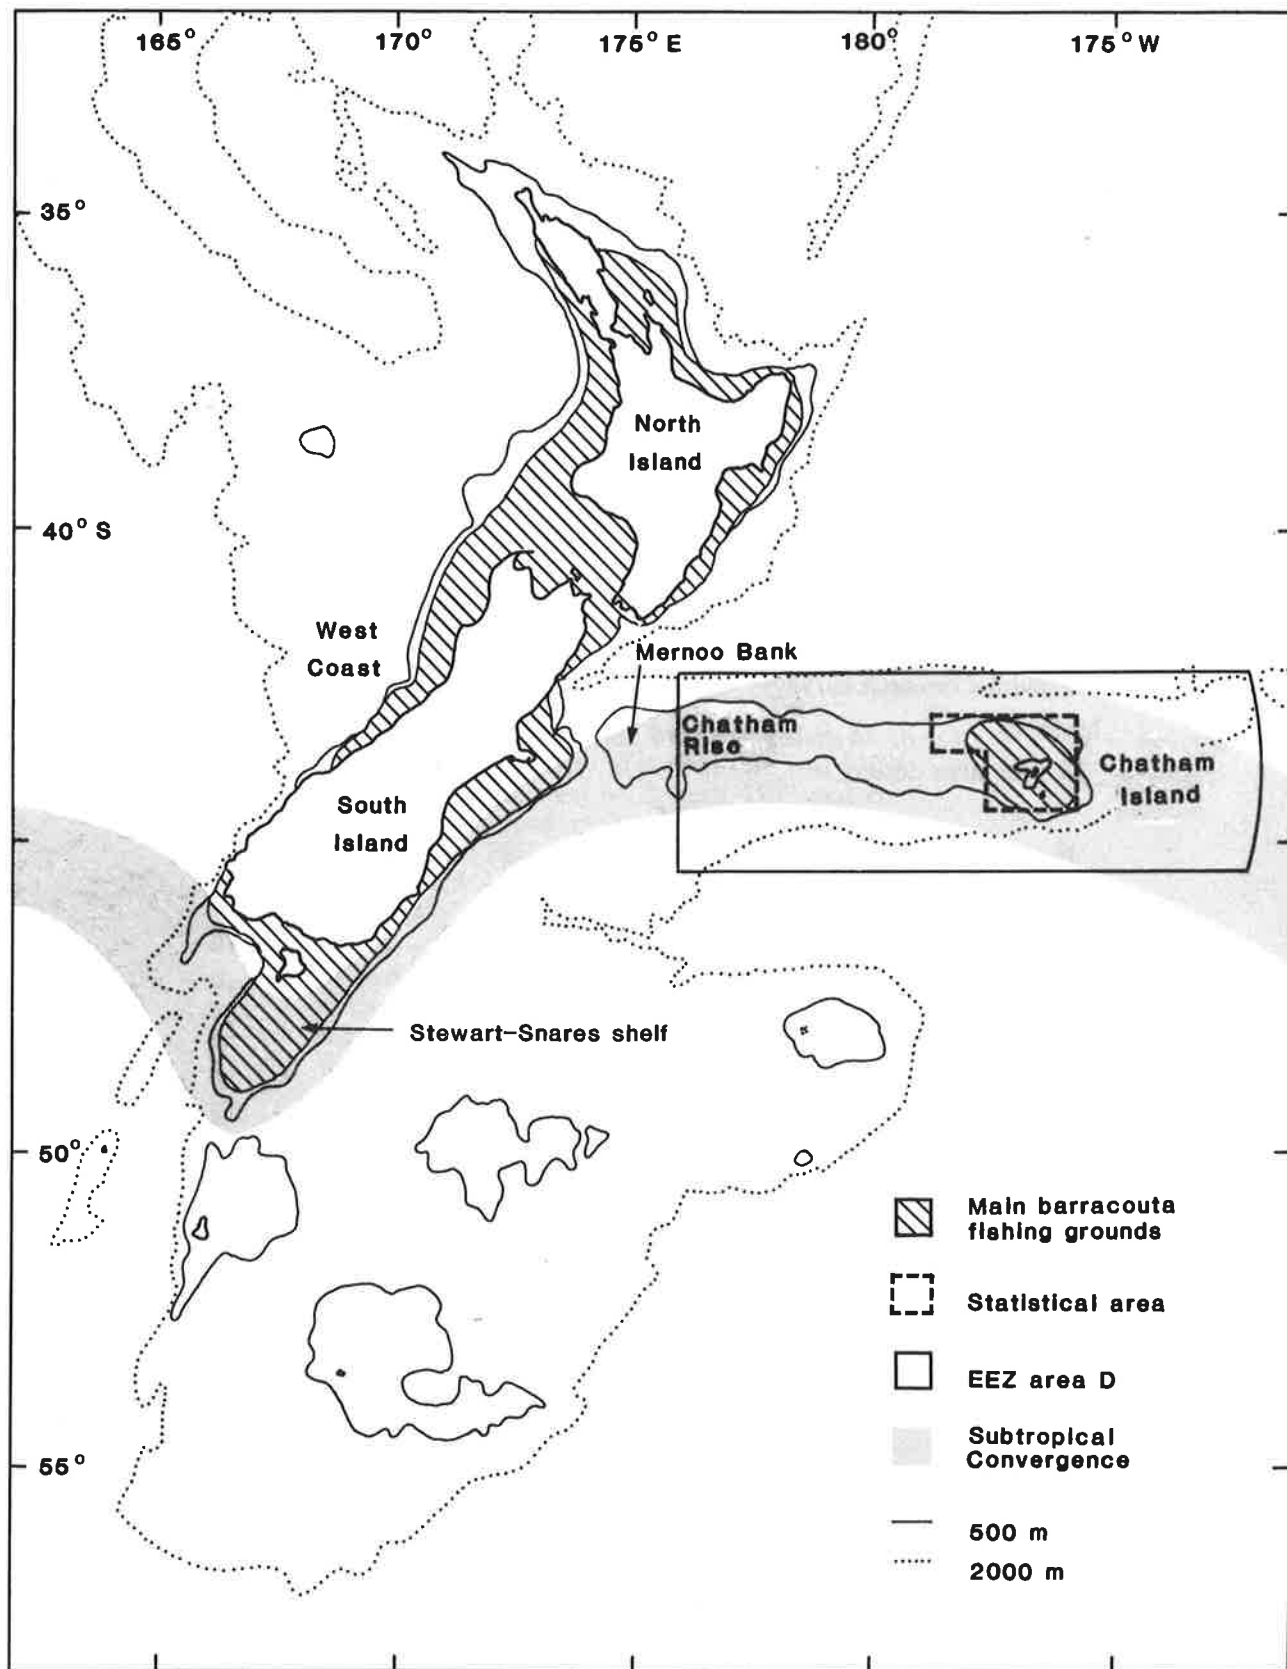 165° 170° 175° E 180° 175° W
35°
North
Island
40° S
West
Coast
Mernoo Bank
Chatham
Rise
Chatham
Island
South
Island
Stewart-Snares shelf
50°
Main barracouta
fishing grounds
Statistical area
EEZ area D
Subtropical
Convergence
55°
500 m
2000 m